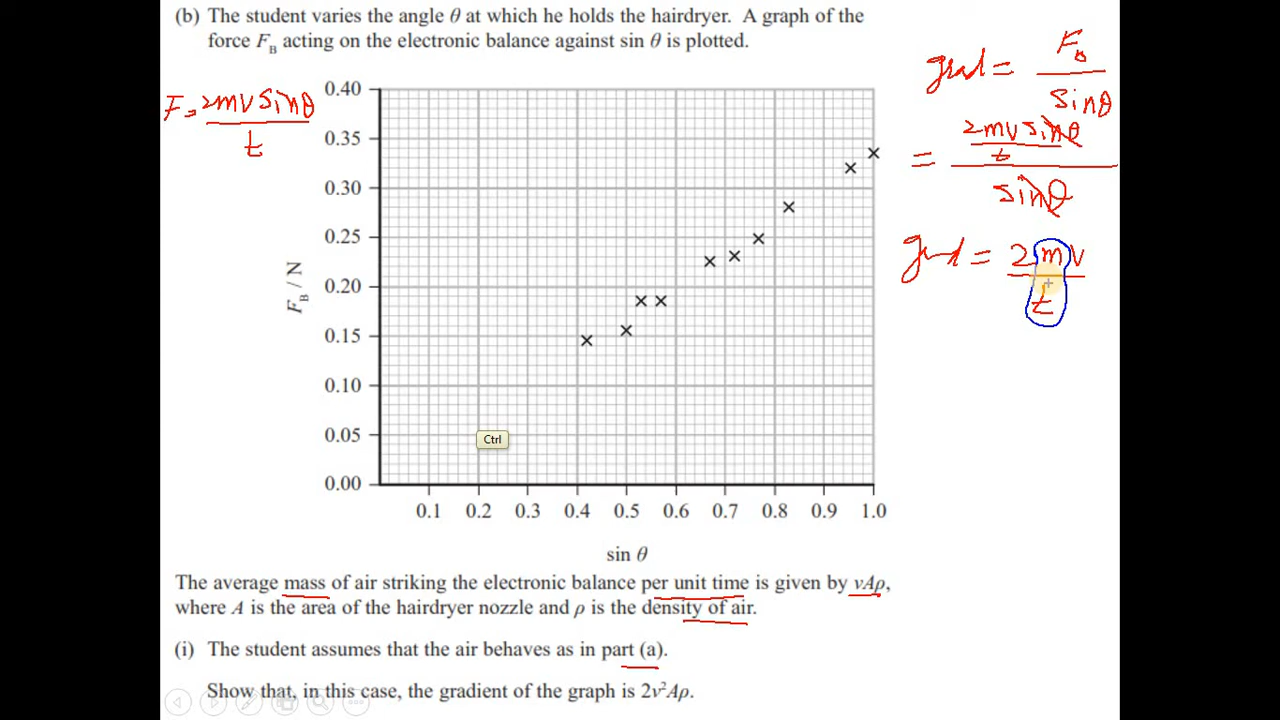 (b) The student varies the angle θ at which he holds the hairdryer. A graph of the
force F_B acting on the electronic balance against sin θ is plotted.
F = 2mv sinθ
t
grad = F_B
sinθ
= 2mv sinθ
t
sinθ
grad = 2mv
t
0.40
0.35
0.30
0.25
0.20
0.15
0.10
0.05
0.00
F_B / N
Ctrl
0.1 0.2 0.3 0.4 0.5 0.6 0.7 0.8 0.9 1.0
sin θ
The average mass of air striking the electronic balance per unit time is given by vAρ,
where A is the area of the hairdryer nozzle and ρ is the density of air.
(i) The student assumes that the air behaves as in part (a).
Show that, in this case, the gradient of the graph is 2v²Aρ.